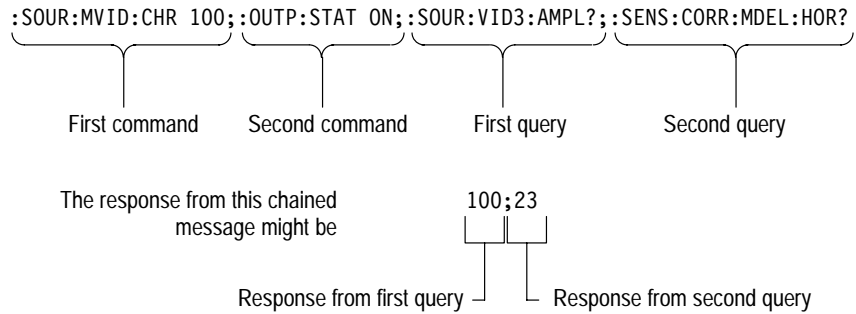 :SOUR:MVID:CHR 100;:OUTP:STAT ON;:SOUR:VID3:AMPL?;:SENS:CORR:MDEL:HOR?
First command Second command First query Second query
The response from this chained
message might be
100;23
Response from first query Response from second query